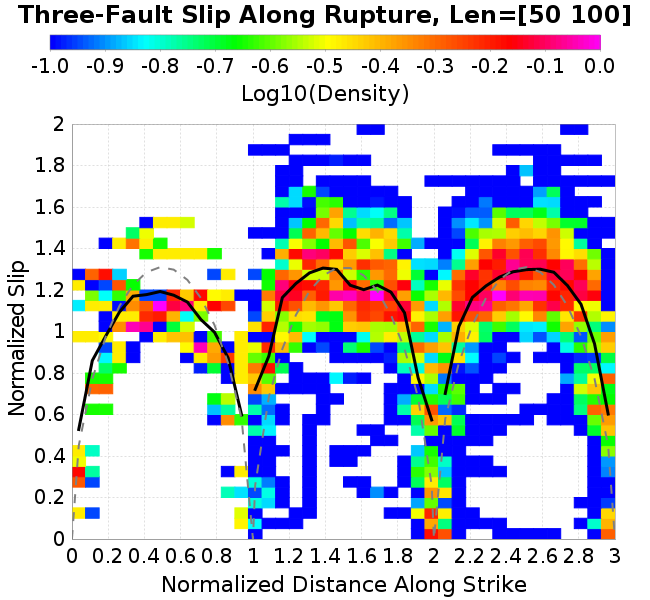 Three-Fault Slip Along Rupture, Len=[50 100]
-1.0 -0.9 -0.8 -0.7 -0.6 -0.5 -0.4 -0.3 -0.2 -0.1 0.0
Log10(Density)
2
1.8
1.6
1.4
1.2
1
0.8
0.6
0.4
0.2
0
Normalized Slip
0 0.2 0.4 0.6 0.8 1 1.2 1.4 1.6 1.8 2 2.2 2.4 2.6 2.8 3
Normalized Distance Along Strike